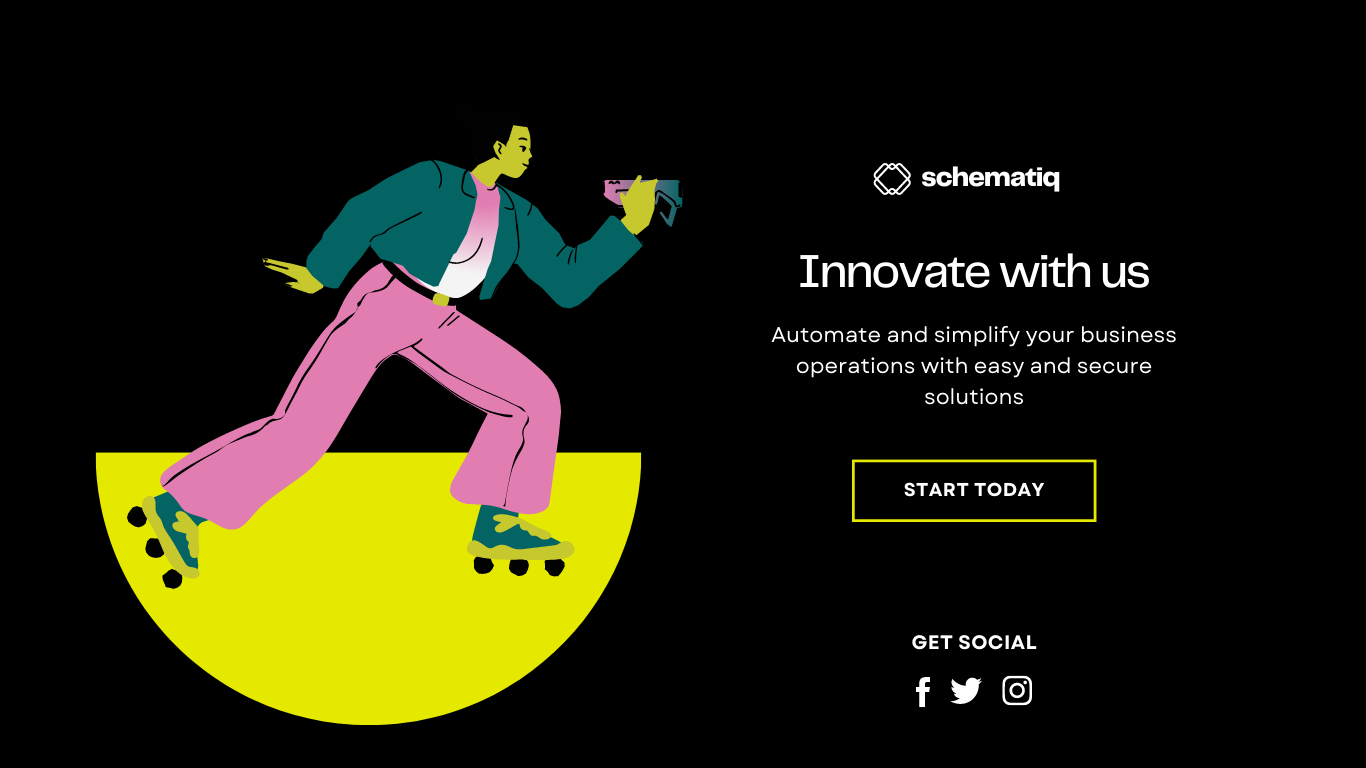 schematiq
Innovate with us
Automate and simplify your business
operations with easy and secure
solutions
START TODAY
GET SOCIAL